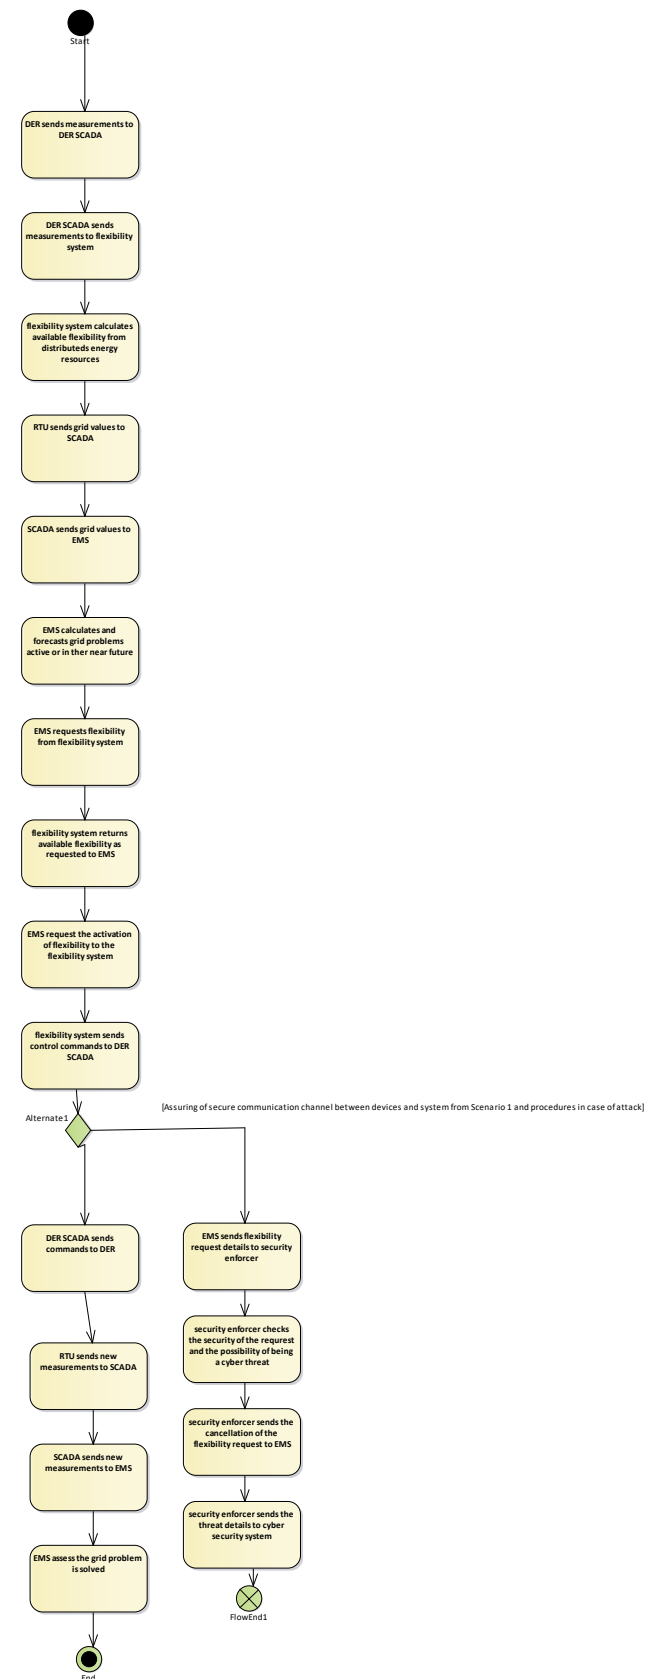 Start
DER sends measurements to
DER SCADA
DER SCADA sends
measurements to flexibility
system
flexibility system calculates
available flexibility from
distributeds energy
resources
RTU sends grid values to
SCADA
SCADA sends grid values to
EMS
EMS calculates and
forecasts grid problems
active or in ther near future
EMS requests flexibility
from flexibility system
flexibility system returns
available flexibility as
requested to EMS
EMS request the activation
of flexibility to the
flexibility system
flexibility system sends
control commands to DER
SCADA
[Assuring of secure communication channel between devices and system from Scenario 1 and procedures in case of attack]
Alternate1
DER SCADA sends
commands to DER
RTU sends new
measurements to SCADA
SCADA sends new
measurements to EMS
EMS assess the grid problem
is solved
End
EMS sends flexibility
request details to security
enforcer
security enforcer checks
the security of the requrest
and the possibility of being
a cyber threat
security enforcer sends the
cancellation of the
flexibility request to EMS
security enforcer sends the
threat details to cyber
security system
FlowEnd1